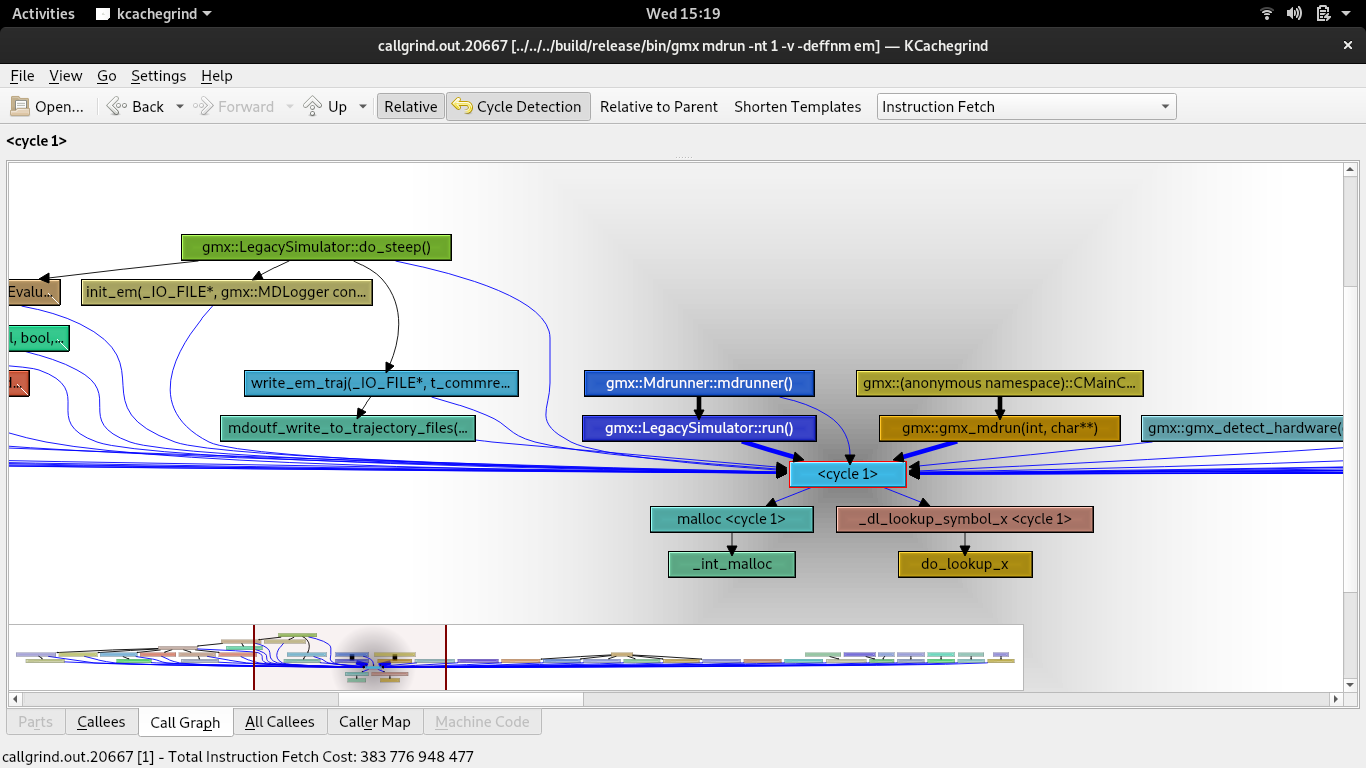 Activities kcachegrind Wed 15:19
callgrind.out.20667 [../../../build/release/bin/gmx mdrun -nt 1 -v -deffnm em] — KCachegrind
File View Go Settings Help
Open... Back Forward Up Relative Cycle Detection Relative to Parent Shorten Templates Instruction Fetch
<cycle 1>
gmx::LegacySimulator::do_steep()
Evalu... init_em(_IO_FILE*, gmx::MDLogger con...
l, bool,...
d... write_em_traj(_IO_FILE*, t_commre... gmx::Mdrunner::mdrunner() gmx::(anonymous namespace)::CMainC...
mdoutf_write_to_trajectory_files(... gmx::LegacySimulator::run() gmx::gmx_mdrun(int, char**) gmx::gmx_detect_hardware(
<cycle 1>
malloc <cycle 1> _dl_lookup_symbol_x <cycle 1>
_int_malloc do_lookup_x
Parts Callees Call Graph All Callees Caller Map Machine Code
callgrind.out.20667 [1] - Total Instruction Fetch Cost: 383 776 948 477